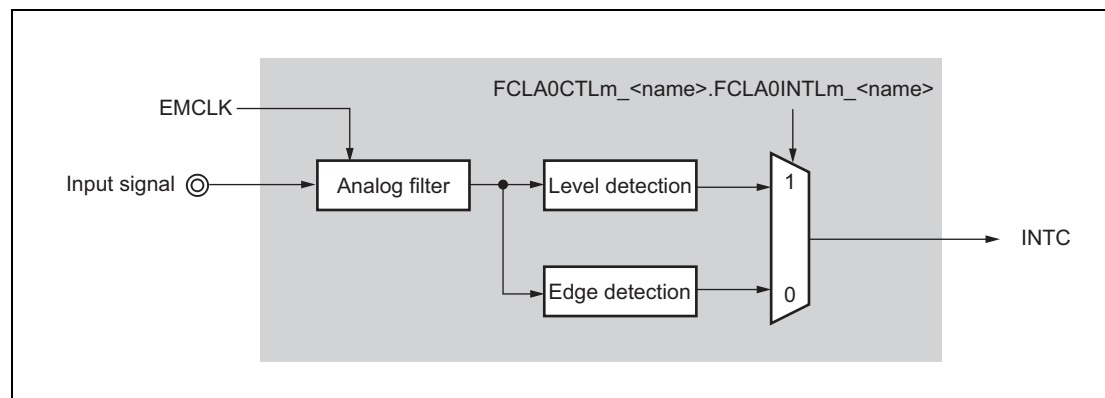 FCLA0CTLm_<name>.FCLA0INTLm_<name>
EMCLK
Input signal
Analog filter
Level detection
1
INTC
Edge detection
0